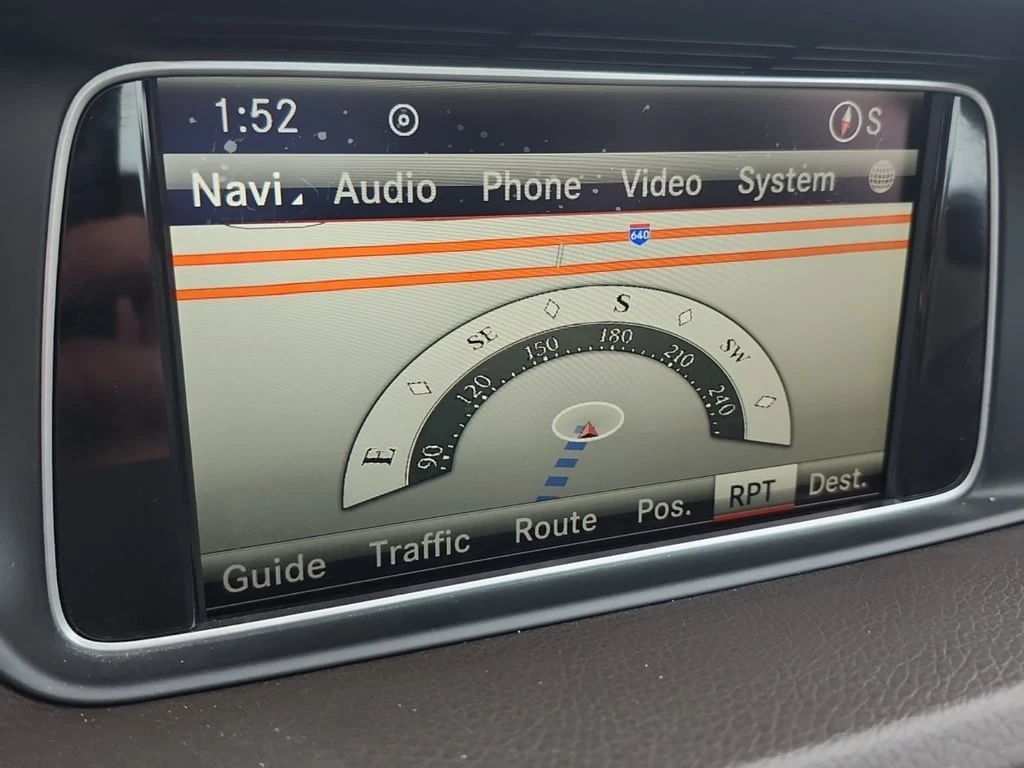 1:52 S
Navi Audio Phone Video System
640
E SE S SW
90 120 150 180 210 240
Guide Traffic Route Pos. RPT Dest.